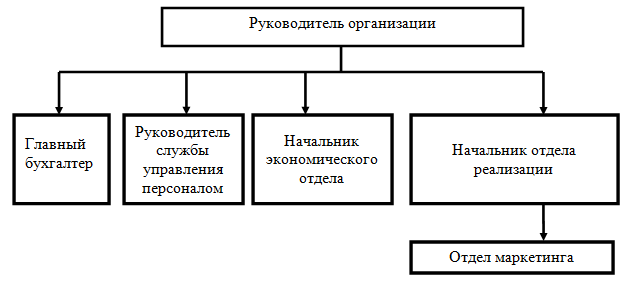 Руководитель организации
Главный
бухгалтер
Руководитель
службы
управления
персоналом
Начальник
экономического
отдела
Начальник отдела
реализации
Отдел маркетинга